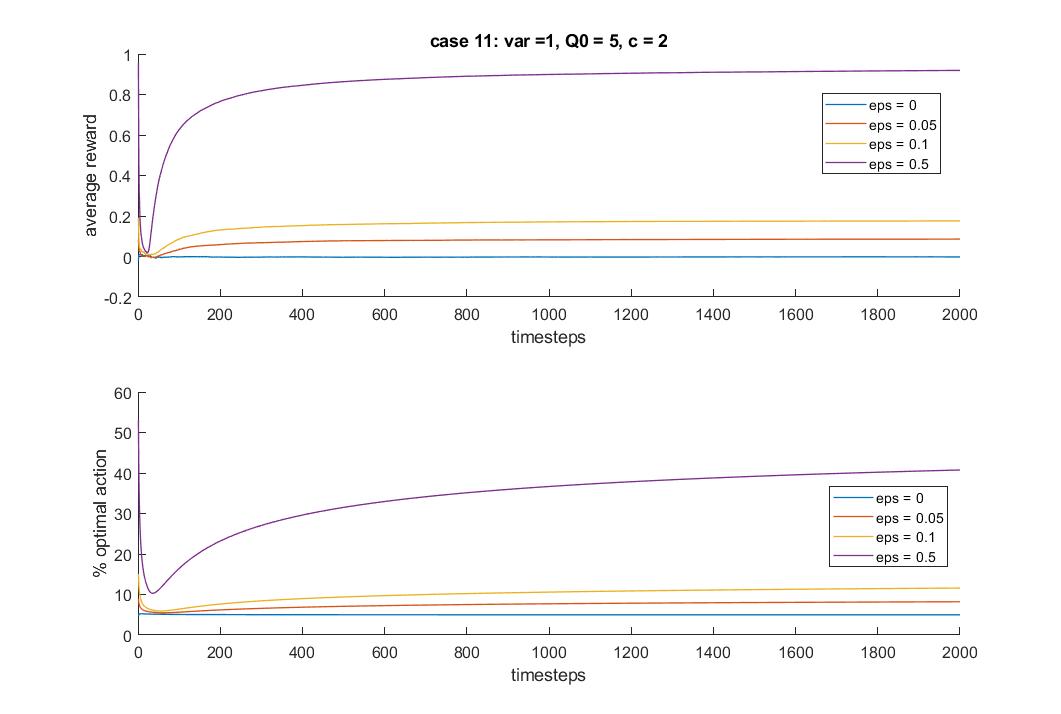 case 11: var =1, Q0 = 5, c = 2
1
0.8
0.6
0.4
0.2
0
-0.2
average reward
eps = 0
eps = 0.05
eps = 0.1
eps = 0.5
0 200 400 600 800 1000 1200 1400 1600 1800 2000
timesteps
60
50
40
30
20
10
0
% optimal action
eps = 0
eps = 0.05
eps = 0.1
eps = 0.5
0 200 400 600 800 1000 1200 1400 1600 1800 2000
timesteps